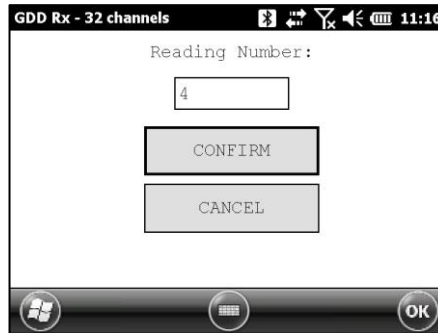 GDD Rx - 32 channels 11:16
Reading Number:
4
CONFIRM
CANCEL
OK